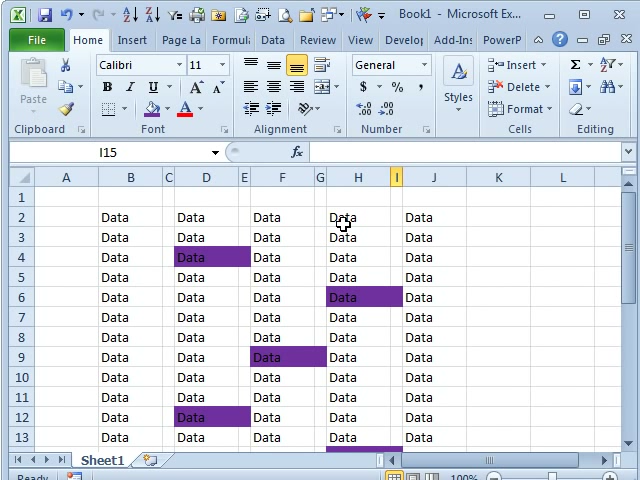 Book1 - Microsoft Ex...
File Home Insert Page La Formula Data Review View Develop Add-Ins PowerP
Calibri 11 General Insert
Paste B I U A A $ % , Styles Delete
A .00 Format
Clipboard Font Alignment Number Cells Editing
I15 fx
A B C D E F G H I J K L
1
2 Data Data Data Data Data
3 Data Data Data Data Data
4 Data Data Data Data Data
5 Data Data Data Data Data
6 Data Data Data Data Data
7 Data Data Data Data Data
8 Data Data Data Data Data
9 Data Data Data Data Data
10 Data Data Data Data Data
11 Data Data Data Data Data
12 Data Data Data Data Data
13 Data Data Data Data Data
Sheet1
Ready 100%